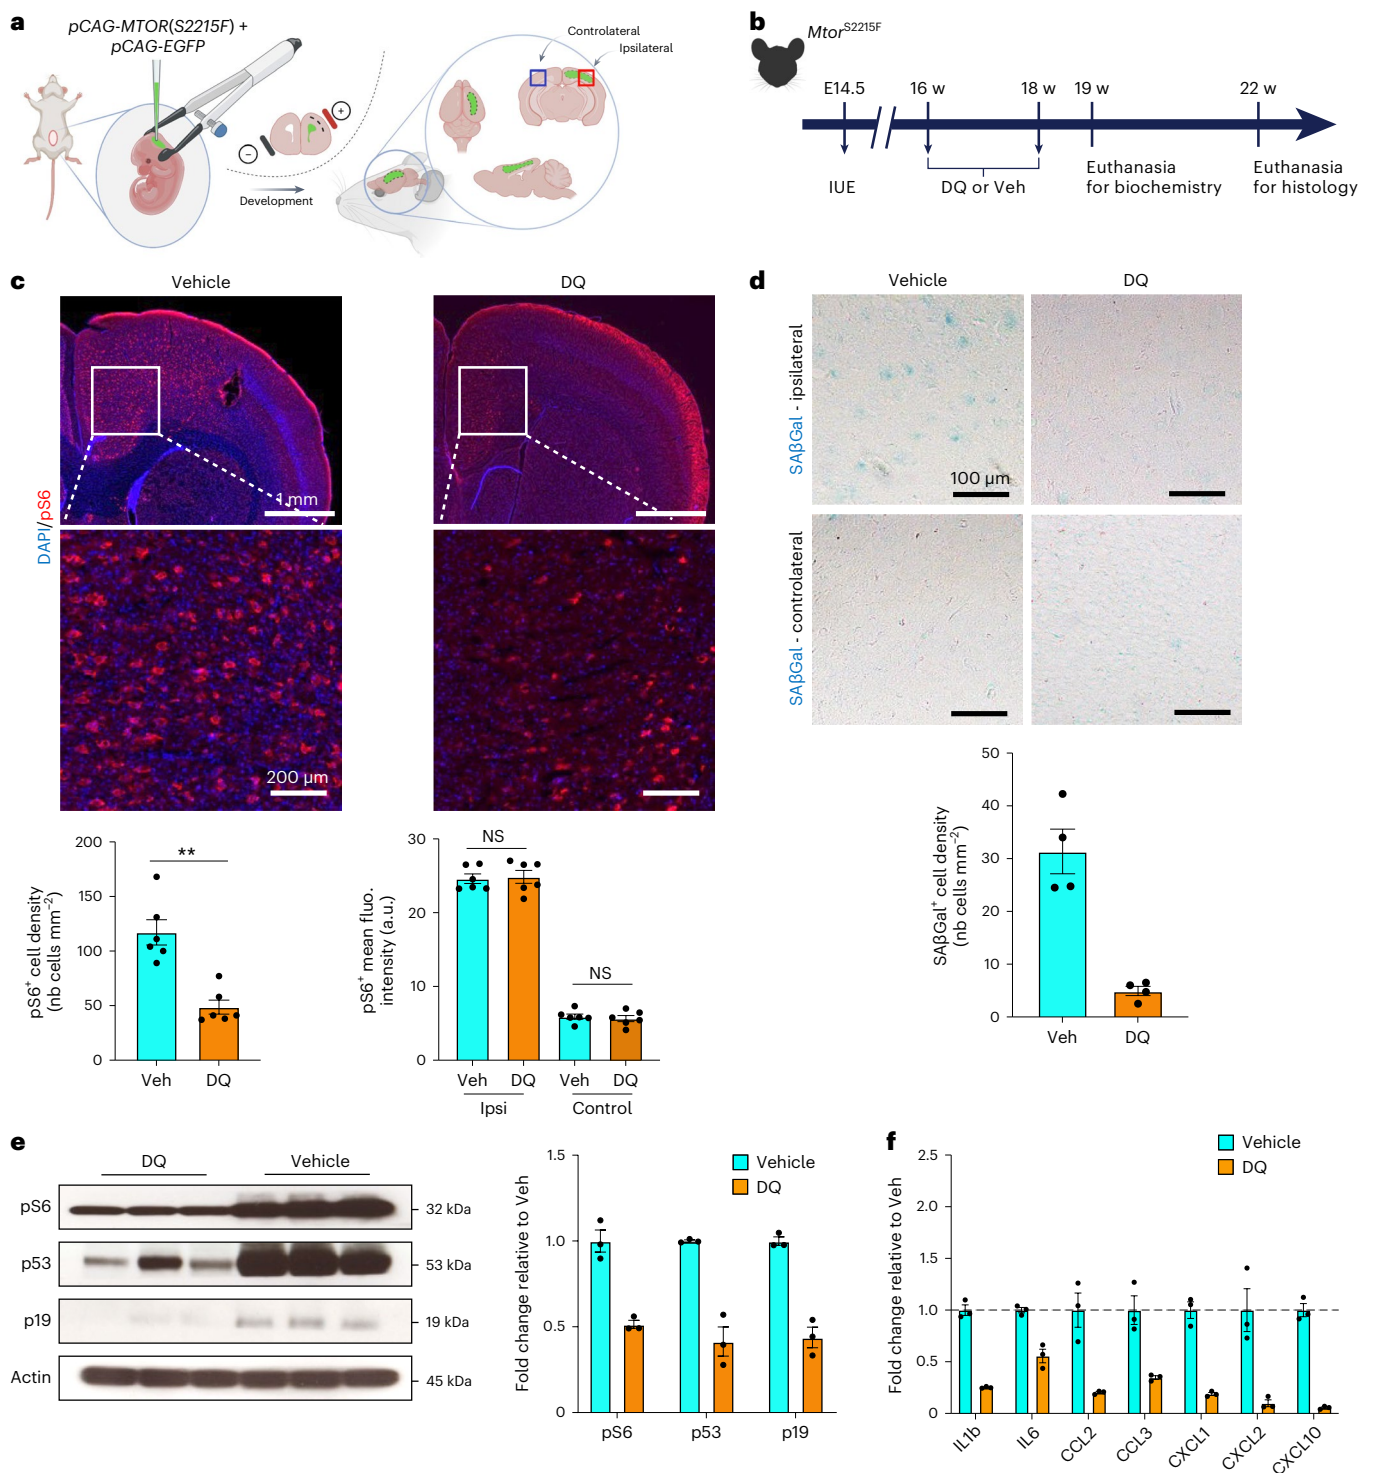 a
pCAG-MTOR(S2215F) +
pCAG-EGFP
Controlateral
Ipsilateral
+
−
Development
b
Mtor^S2215F
E14.5
16 w
18 w
19 w
22 w
IUE
DQ or Veh
Euthanasia
for biochemistry
Euthanasia
for histology
c
Vehicle
DQ
DAPI/pS6
1 mm
200 µm
200
150
100
50
0
pS6⁺ cell density
(nb cells mm⁻²)
**
Veh
DQ
30
20
10
0
pS6⁺ mean fluo.
intensity (a.u.)
NS
NS
Veh
DQ
Veh
DQ
Ipsi
Control
d
Vehicle
DQ
SAβGal - ipsilateral
100 µm
SAβGal - controlateral
50
40
30
20
10
0
SAβGal⁺ cell density
(nb cells mm⁻²)
Veh
DQ
e
DQ
Vehicle
pS6
32 kDa
p53
53 kDa
p19
19 kDa
Actin
45 kDa
1.5
1.0
0.5
0
Fold change relative to Veh
Vehicle
DQ
pS6
p53
p19
f
Vehicle
DQ
2.5
2.0
1.5
1.0
0.5
0
Fold change relative to Veh
IL1b
IL6
CCL2
CCL3
CXCL1
CXCL2
CXCL10